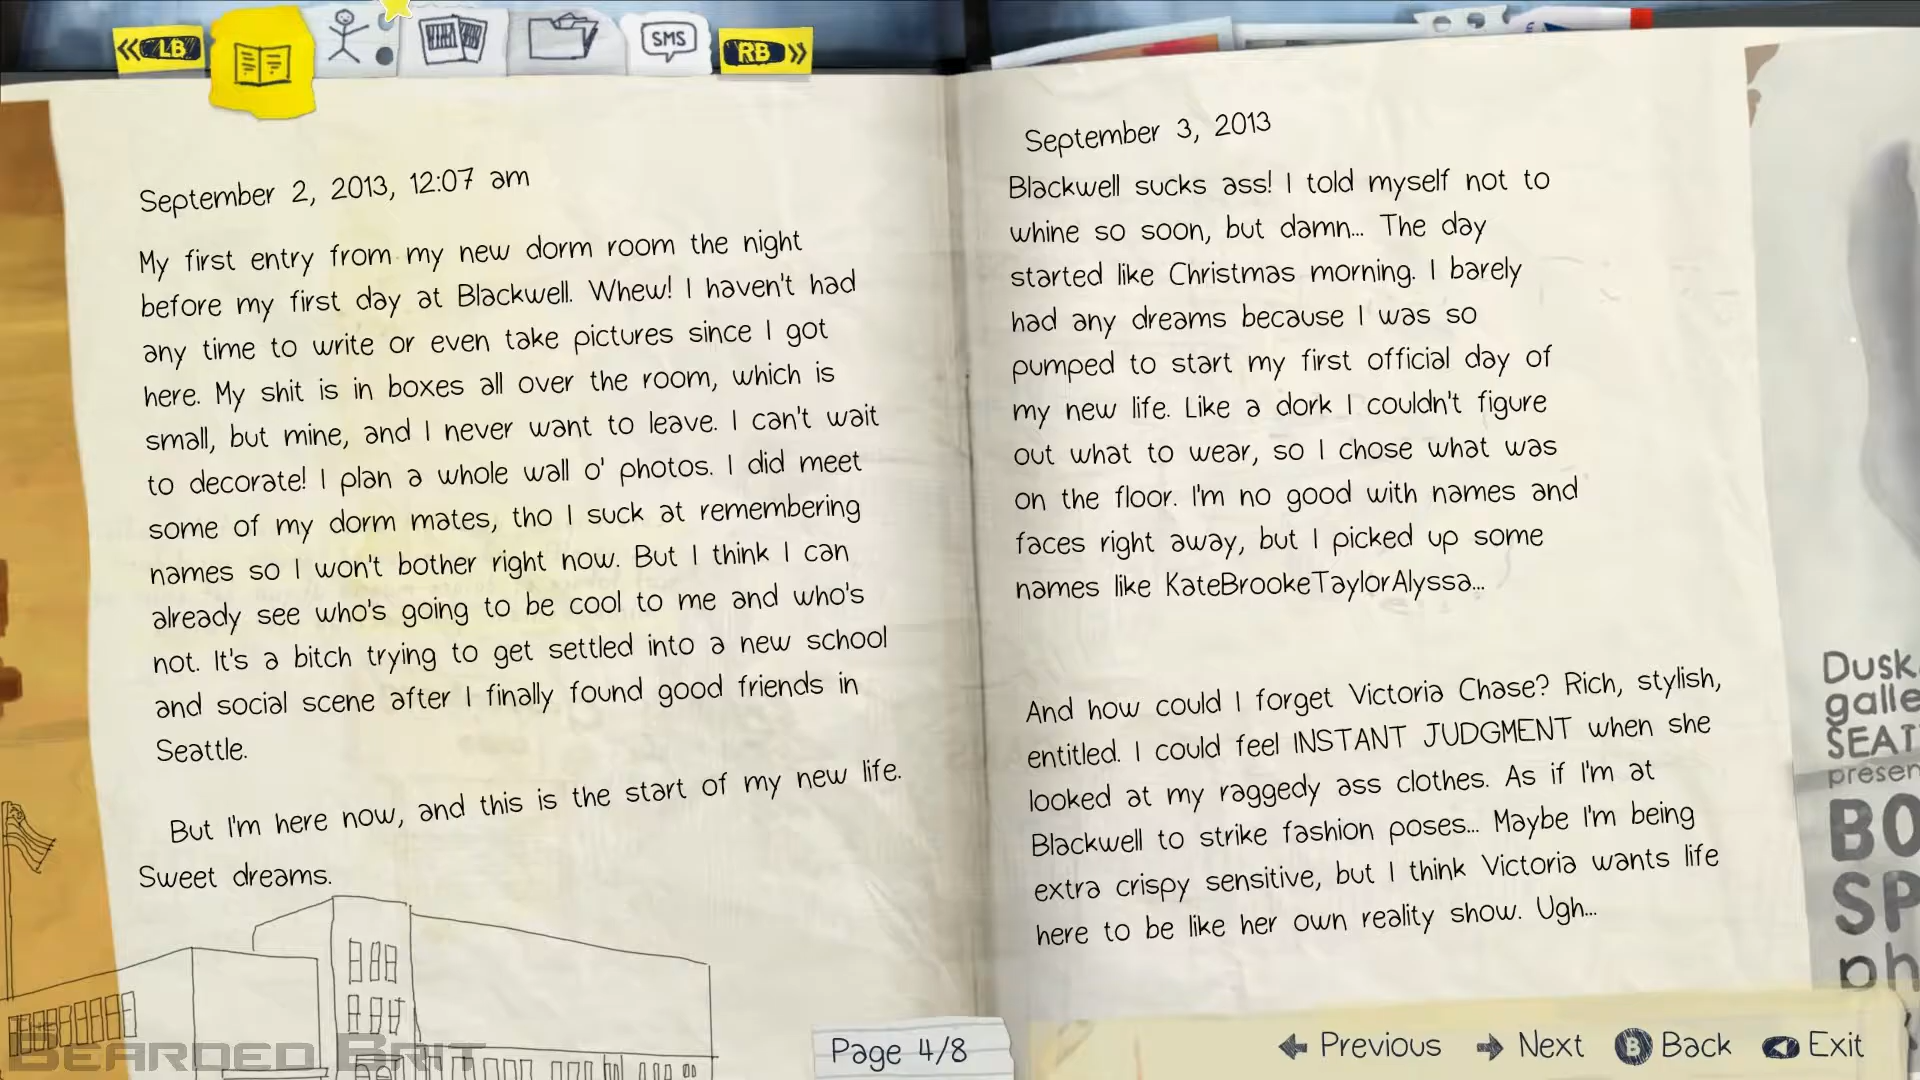 LB
SMS
RB
September 2, 2013, 12:07 am
My first entry from my new dorm room the night
before my first day at Blackwell. Whew! I haven't had
any time to write or even take pictures since I got
here. My shit is in boxes all over the room, which is
small, but mine, and I never want to leave. I can't wait
to decorate! I plan a whole wall o' photos. I did meet
some of my dorm mates, tho I suck at remembering
names so I won't bother right now. But I think I can
already see who's going to be cool to me and who's
not. It's a bitch trying to get settled into a new school
and social scene after I finally found good friends in
Seattle.
But I'm here now, and this is the start of my new life.
Sweet dreams.
September 3, 2013
Blackwell sucks ass! I told myself not to
whine so soon, but damn... The day
started like Christmas morning. I barely
had any dreams because I was so
pumped to start my first official day of
my new life. Like a dork I couldn't figure
out what to wear, so I chose what was
on the floor. I'm no good with names and
faces right away, but I picked up some
names like KateBrookeTaylorAlyssa...
And how could I forget Victoria Chase? Rich, stylish,
entitled. I could feel INSTANT JUDGMENT when she
looked at my raggedy ass clothes. As if I'm at
Blackwell to strike fashion poses... Maybe I'm being
extra crispy sensitive, but I think Victoria wants life
here to be like her own reality show. Ugh...
Dusk
galle
SEAT
presen
BO
SP
ph
BEARDED BRIT
Page 4/8
Previous
Next
B Back
Exit